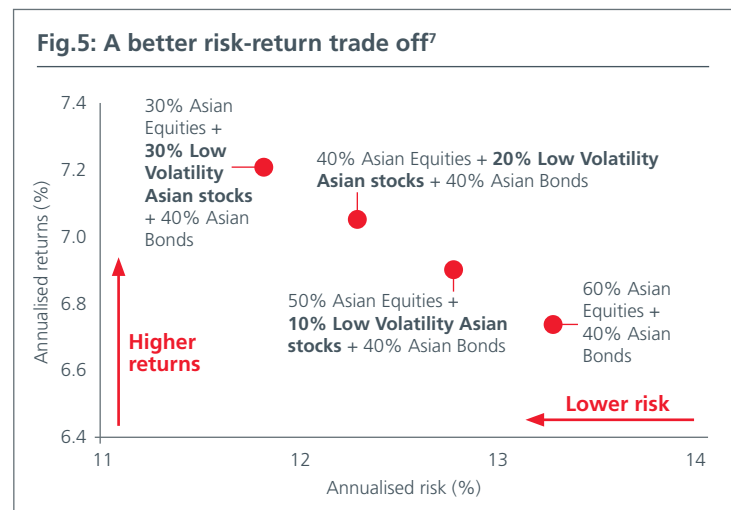 Fig.5: A better risk-return trade off⁷
Annualised returns (%)
7.4
7.2
7.0
6.8
6.6
6.4
30% Asian
Equities +
30% Low
Volatility
Asian stocks
+ 40% Asian
Bonds
40% Asian Equities + 20% Low Volatility
Asian stocks + 40% Asian Bonds
50% Asian Equities +
10% Low Volatility Asian
stocks + 40% Asian Bonds
60% Asian
Equities +
40% Asian
Bonds
Higher
returns
Lower risk
11
12
13
14
Annualised risk (%)